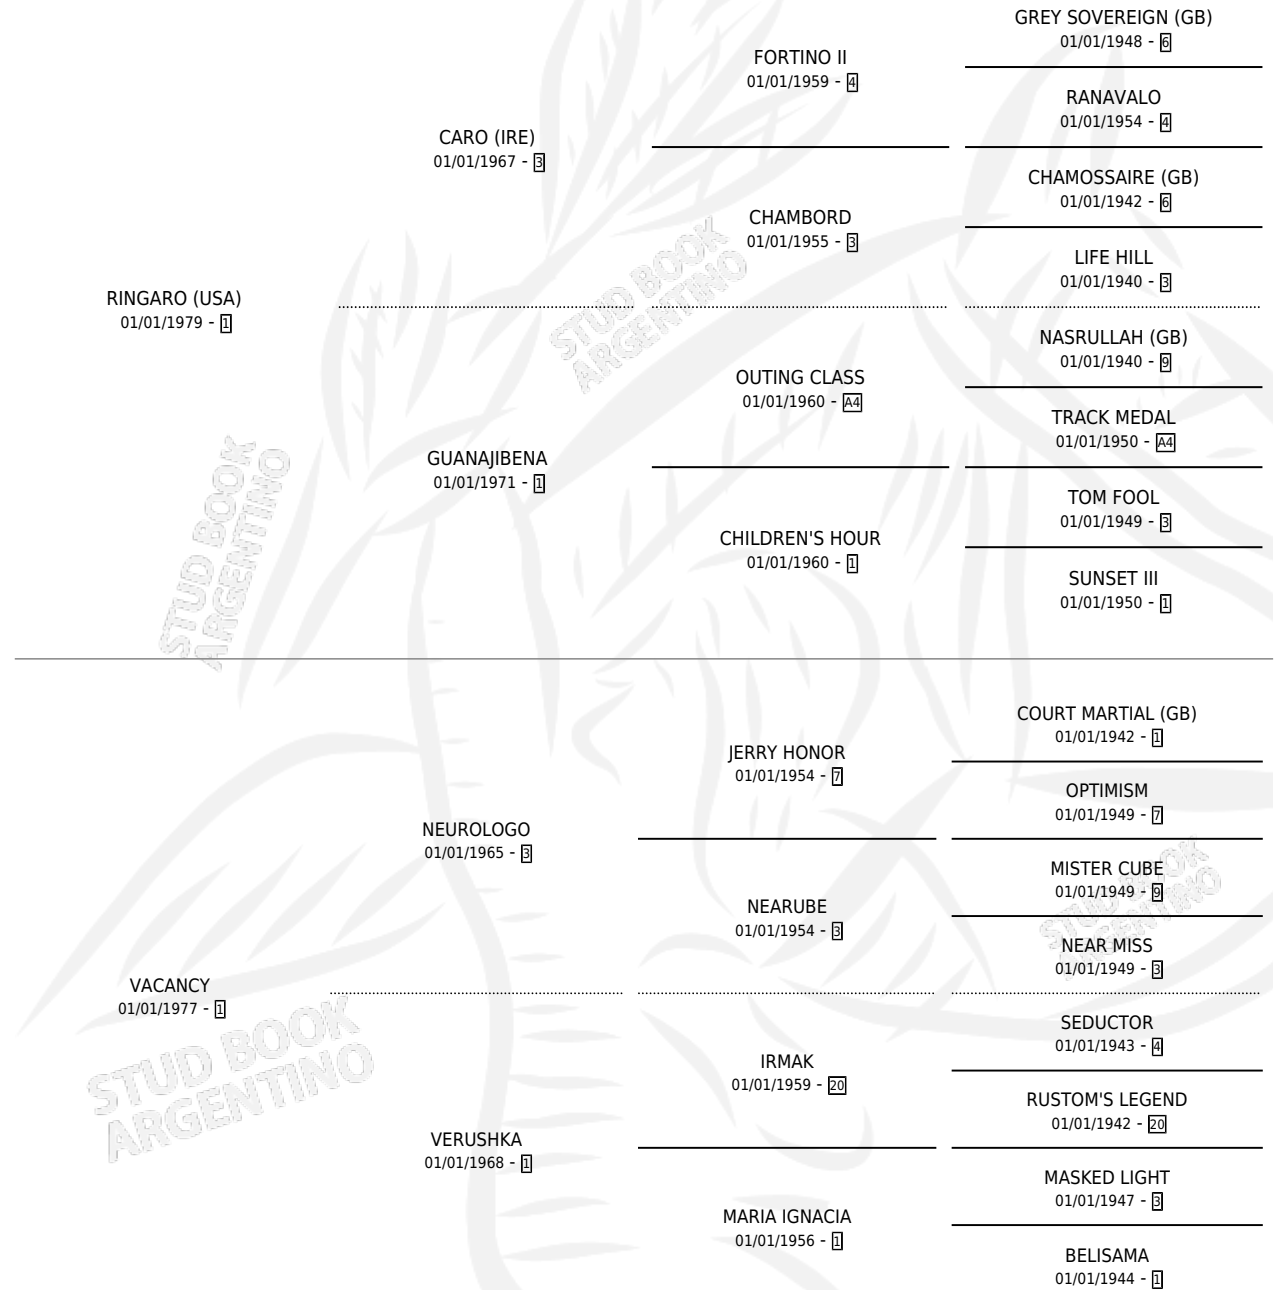 GREY SOVEREIGN (GB)
01/01/1948 - 6
FORTINO II
01/01/1959 - 4
RANAVALO
01/01/1954 - 4
CARO (IRE)
01/01/1967 - 3
CHAMOSSAIRE (GB)
01/01/1942 - 6
CHAMBORD
01/01/1955 - 3
LIFE HILL
01/01/1940 - 3
RINGARO (USA)
01/01/1979 - 1
STUD BOOK
ARGENTINO
NASRULLAH (GB)
01/01/1940 - 9
OUTING CLASS
01/01/1960 - A4
TRACK MEDAL
01/01/1950 - A4
GUANAJIBENA
01/01/1971 - 1
TOM FOOL
01/01/1949 - 3
CHILDREN'S HOUR
01/01/1960 - 1
SUNSET III
01/01/1950 - 1
STUD BOOK
ARGENTINO
COURT MARTIAL (GB)
01/01/1942 - 1
JERRY HONOR
01/01/1954 - 7
OPTIMISM
01/01/1949 - 7
NEUROLOGO
01/01/1965 - 3
MISTER CUBE
01/01/1949 - 9
NEARUBE
01/01/1954 - 3
NEAR MISS
01/01/1949 - 3
STUD BOOK
ARGENTINO
VACANCY
01/01/1977 - 1
SEDUCTOR
01/01/1943 - 4
IRMAK
01/01/1959 - 20
RUSTOM'S LEGEND
01/01/1942 - 20
STUD BOOK
ARGENTINO
VERUSHKA
01/01/1968 - 1
MASKED LIGHT
01/01/1947 - 3
MARIA IGNACIA
01/01/1956 - 1
BELISAMA
01/01/1944 - 1